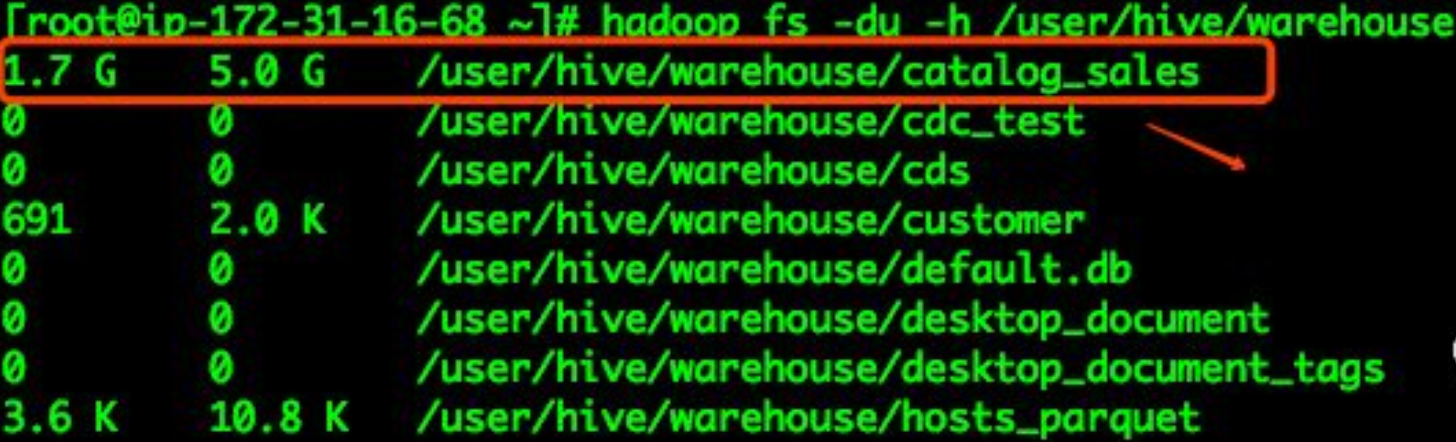 [root@ip-172-31-16-68 ~]# hadoop fs -du -h /user/hive/warehouse
1.7 G 5.0 G /user/hive/warehouse/catalog_sales
0 0 /user/hive/warehouse/cdc_test
0 0 /user/hive/warehouse/cds
691 2.0 K /user/hive/warehouse/customer
0 0 /user/hive/warehouse/default.db
0 0 /user/hive/warehouse/desktop_document
0 0 /user/hive/warehouse/desktop_document_tags
3.6 K 10.8 K /user/hive/warehouse/hosts_parquet